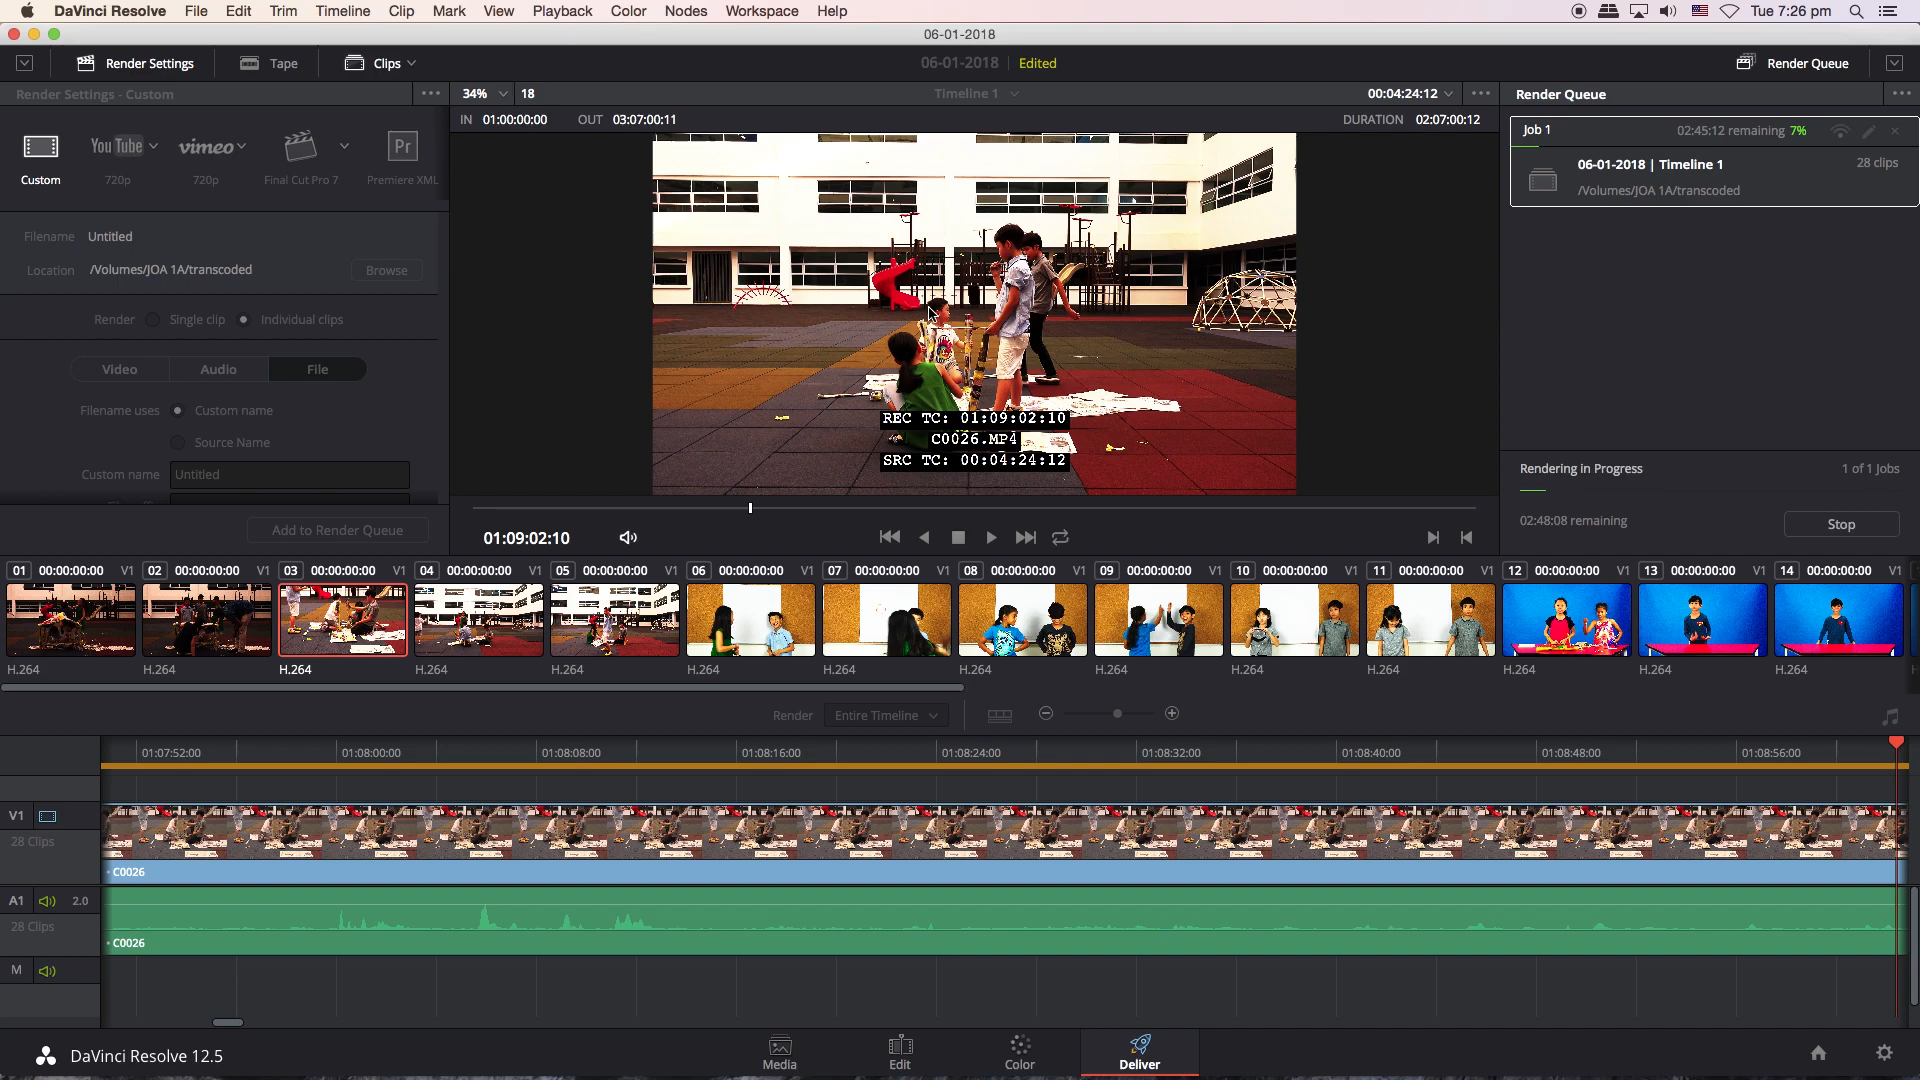 DaVinci Resolve File Edit Trim Timeline Clip Mark View Playback Color Nodes Workspace Help Tue 7:26 pm
06-01-2018
Render Settings Tape Clips 06-01-2018 Edited Render Queue
Render Settings - Custom ••• 34% 18 Timeline 1 00:04:24:12 ••• Render Queue •••
IN 01:00:00:00 OUT 03:07:00:11 DURATION 02:07:00:12
Job 1 02:45:12 remaining 7%
You Tube vimeo Pr
Custom 720p 720p Final Cut Pro 7 Premiere XML
06-01-2018 | Timeline 1 28 clips
/Volumes/JOA 1A/transcoded
Filename Untitled
Location /Volumes/JOA 1A/transcoded Browse
Render Single clip Individual clips
Video Audio File
Filename uses Custom name
Source Name
Custom name Untitled
Add to Render Queue
REC TC: 01:09:02:10
C0026.MP4
SRC TC: 00:04:24:12
01:09:02:10
Rendering in Progress 1 of 1 Jobs
02:48:08 remaining Stop
01 00:00:00:00 V1 02 00:00:00:00 V1 03 00:00:00:00 V1 04 00:00:00:00 V1 05 00:00:00:00 V1 06 00:00:00:00 V1 07 00:00:00:00 V1 08 00:00:00:00 V1 09 00:00:00:00 V1 10 00:00:00:00 V1 11 00:00:00:00 V1 12 00:00:00:00 V1 13 00:00:00:00 V1 14 00:00:00:00 V1
H.264 H.264 H.264 H.264 H.264 H.264 H.264 H.264 H.264 H.264 H.264 H.264 H.264 H.264
Render Entire Timeline
01:07:52:00 01:08:00:00 01:08:08:00 01:08:16:00 01:08:24:00 01:08:32:00 01:08:40:00 01:08:48:00 01:08:56:00
V1
28 Clips
C0026
A1 2.0
28 Clips
C0026
M
DaVinci Resolve 12.5 Media Edit Color Deliver